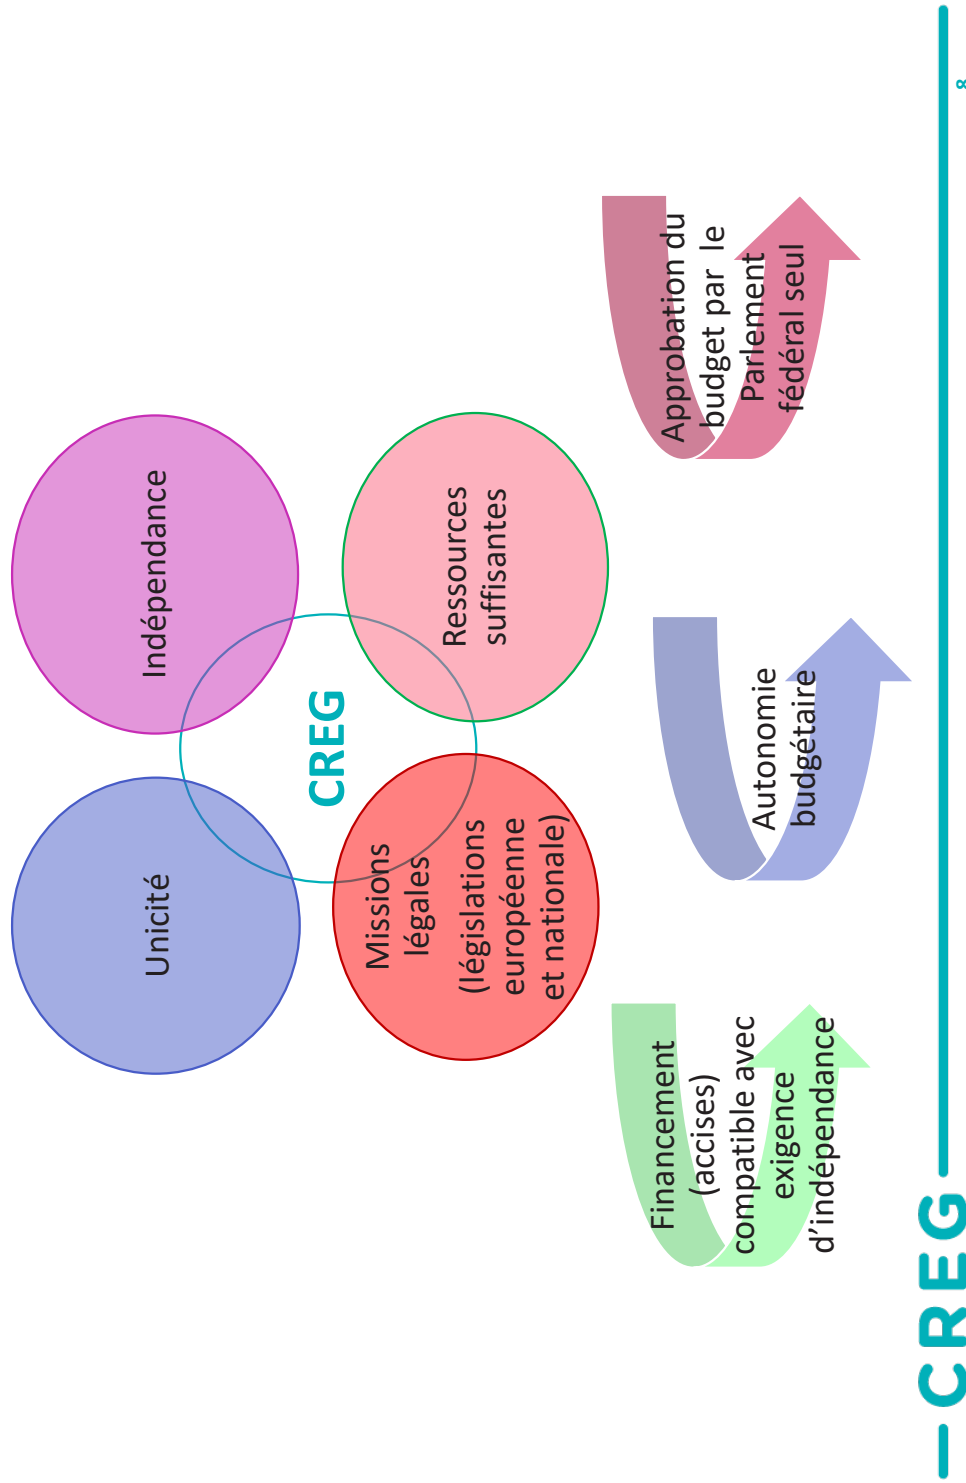 Unicité
Indépendance
CREG
Missions
légales
(législations
européenne
et nationale)
Ressources
suffisantes
Financement
(accises)
compatible avec
exigence
d'indépendance
Autonomie
budgétaire
Approbation du
budget par le
Parlement
fédéral seul
CREG
8